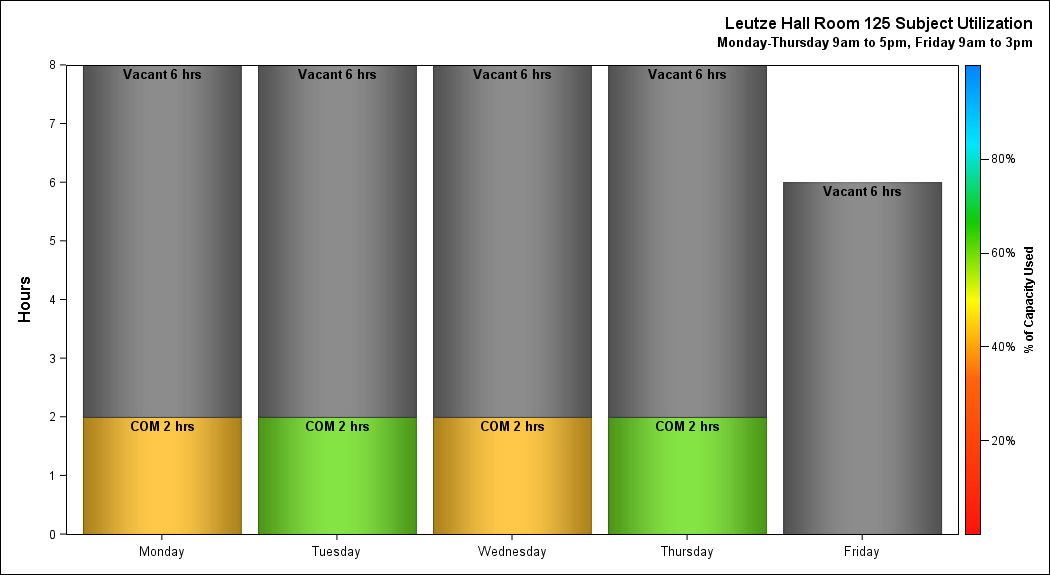 Leutze Hall Room 125 Subject Utilization
Monday-Thursday 9am to 5pm, Friday 9am to 3pm
8
7
6
5
4
3
2
1
0
Hours
Vacant 6 hrs
Vacant 6 hrs
Vacant 6 hrs
Vacant 6 hrs
Vacant 6 hrs
COM 2 hrs
COM 2 hrs
COM 2 hrs
COM 2 hrs
Monday
Tuesday
Wednesday
Thursday
Friday
80%
60%
40%
20%
% of Capacity Used